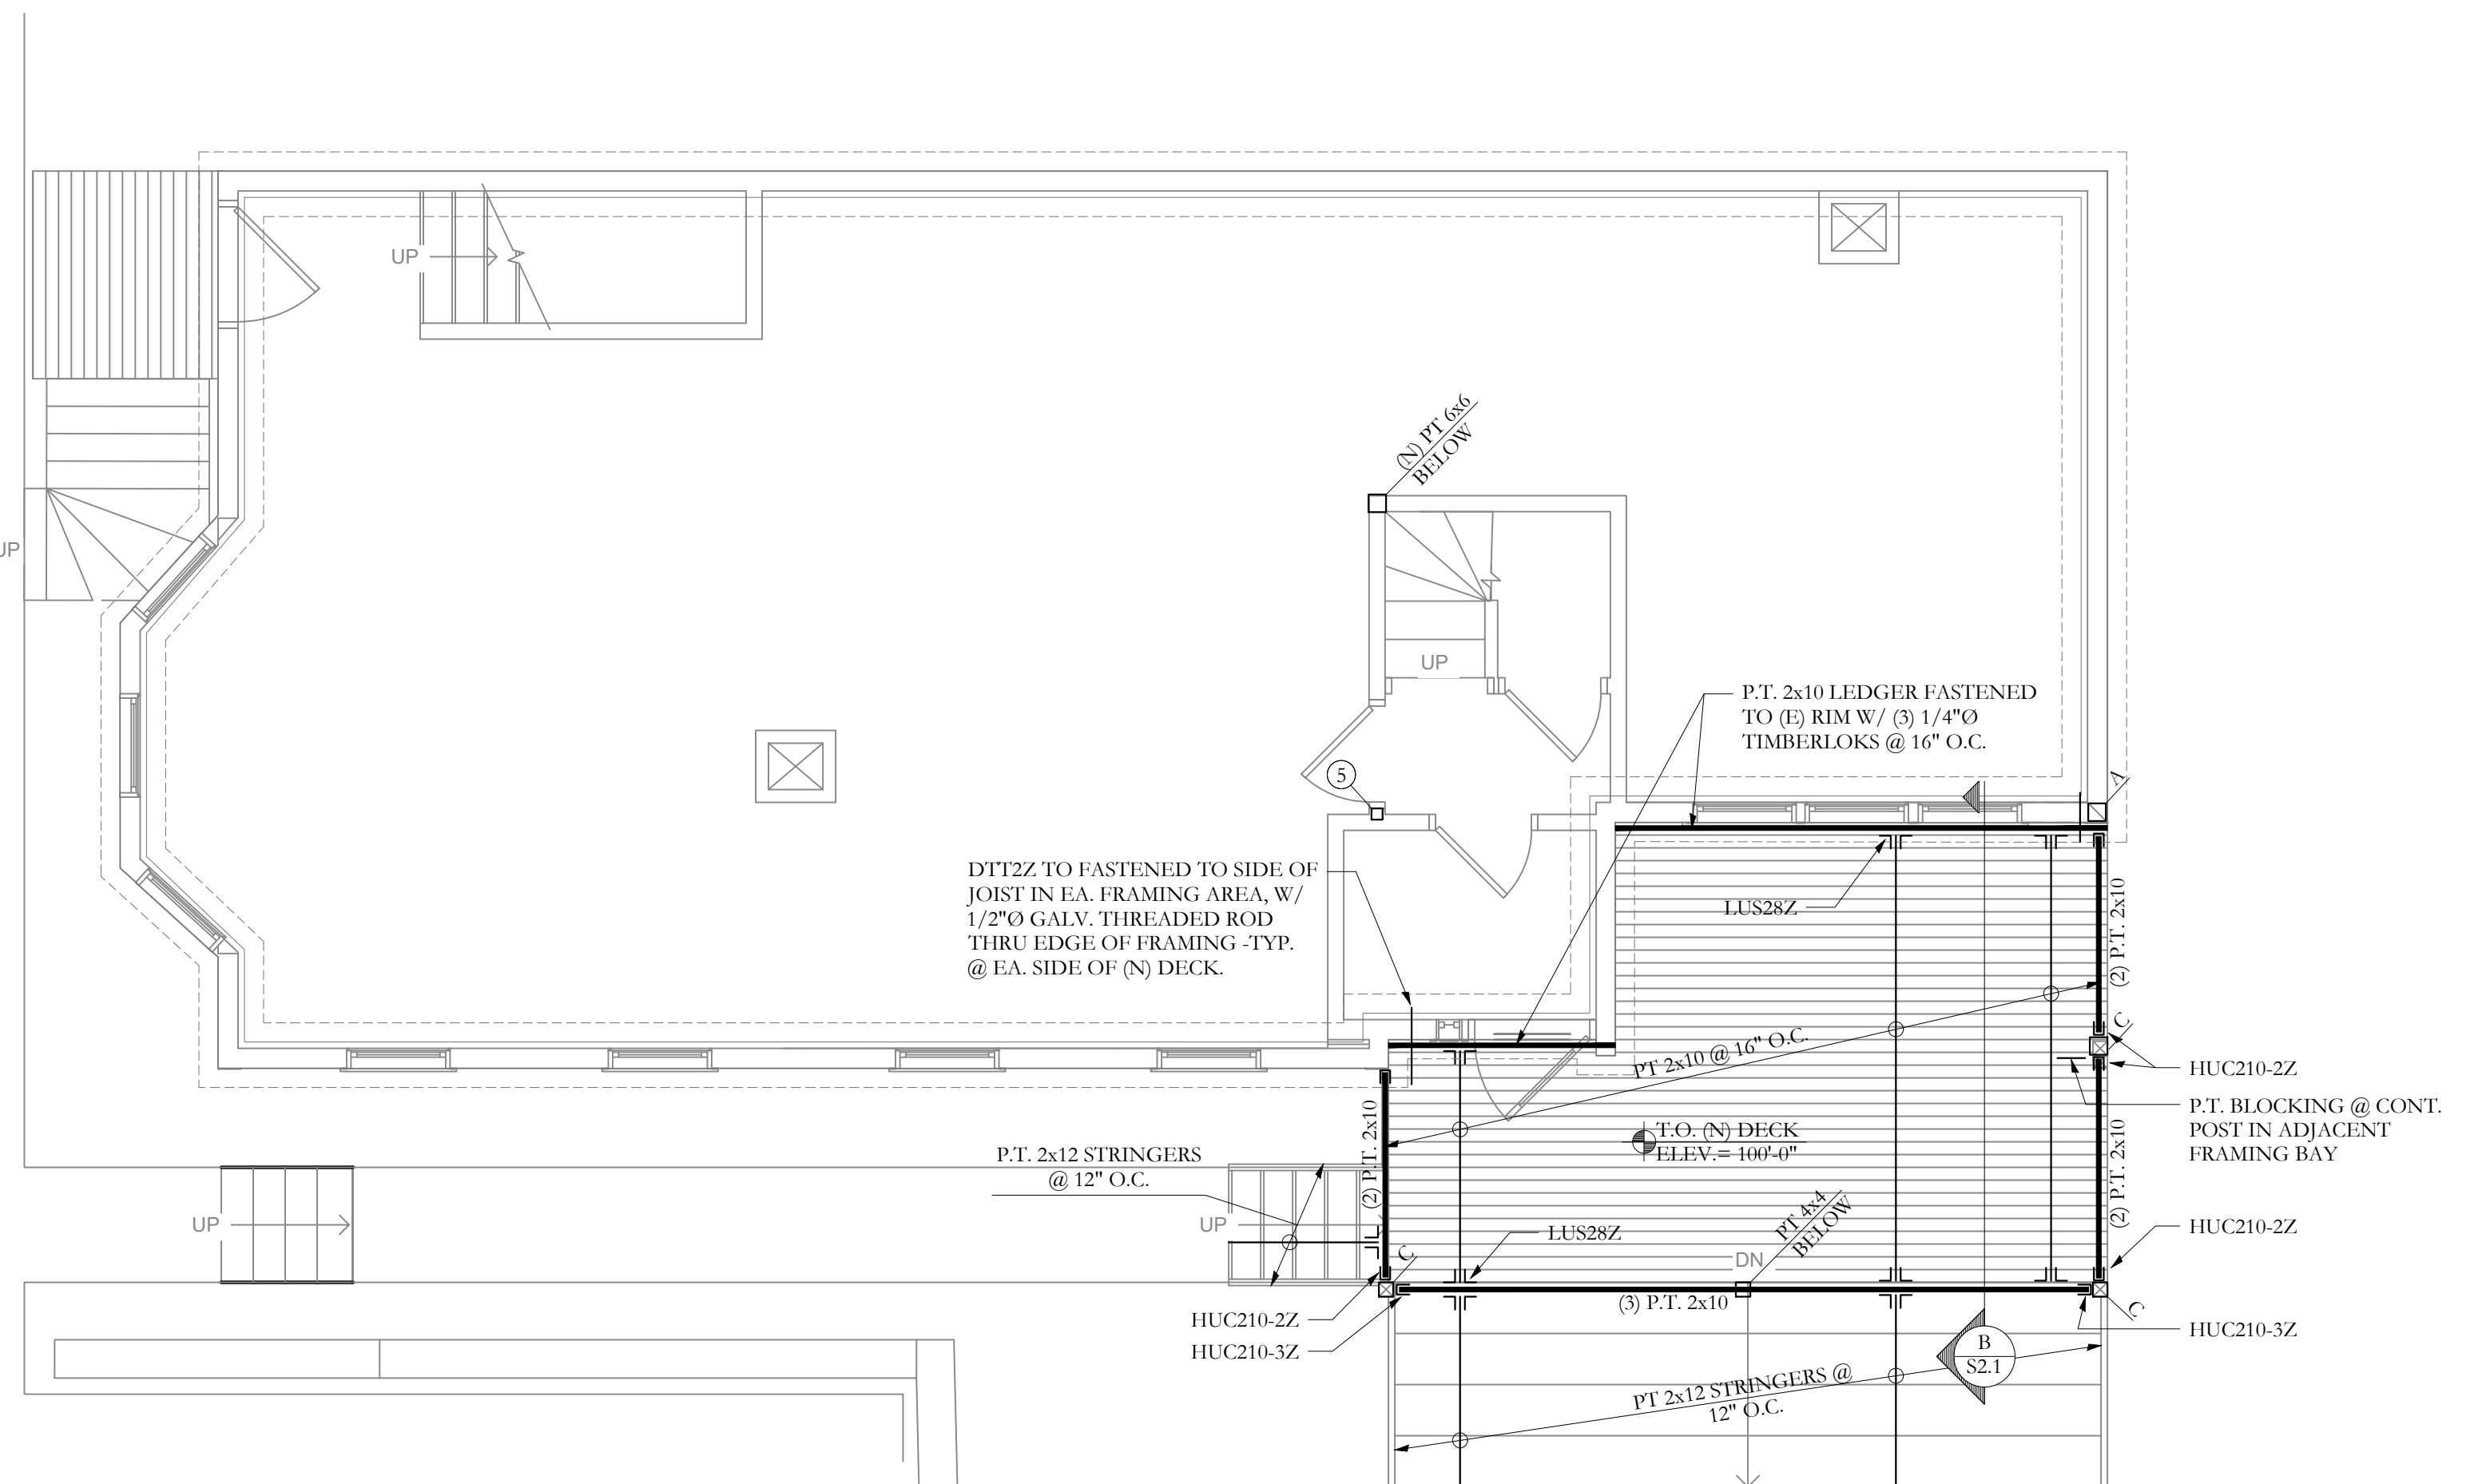 UP
(N) PT 6x6
BELOW
UP
UP
P.T. 2x10 LEDGER FASTENED
TO (E) RIM W/ (3) 1/4"Ø
TIMBERLOKS @ 16" O.C.
5
A
DTT2Z TO FASTENED TO SIDE OF
JOIST IN EA. FRAMING AREA, W/
1/2"Ø GALV. THREADED ROD
THRU EDGE OF FRAMING -TYP.
@ EA. SIDE OF (N) DECK.
LUS28Z
(2) P.T. 2x10
C
PT 2x10 @ 16" O.C.
HUC210-2Z
P.T. BLOCKING @ CONT.
POST IN ADJACENT
FRAMING BAY
(2) P.T. 2x10
T.O. (N) DECK
ELEV.= 100'-0"
(2) P.T. 2x10
P.T. 2x12 STRINGERS
@ 12" O.C.
UP
UP
LUS28Z
PT 4x4
BELOW
HUC210-2Z
C
DN
(3) P.T. 2x10
C
HUC210-2Z
HUC210-3Z
HUC210-3Z
B
S2.1
PT 2x12 STRINGERS @
12" O.C.